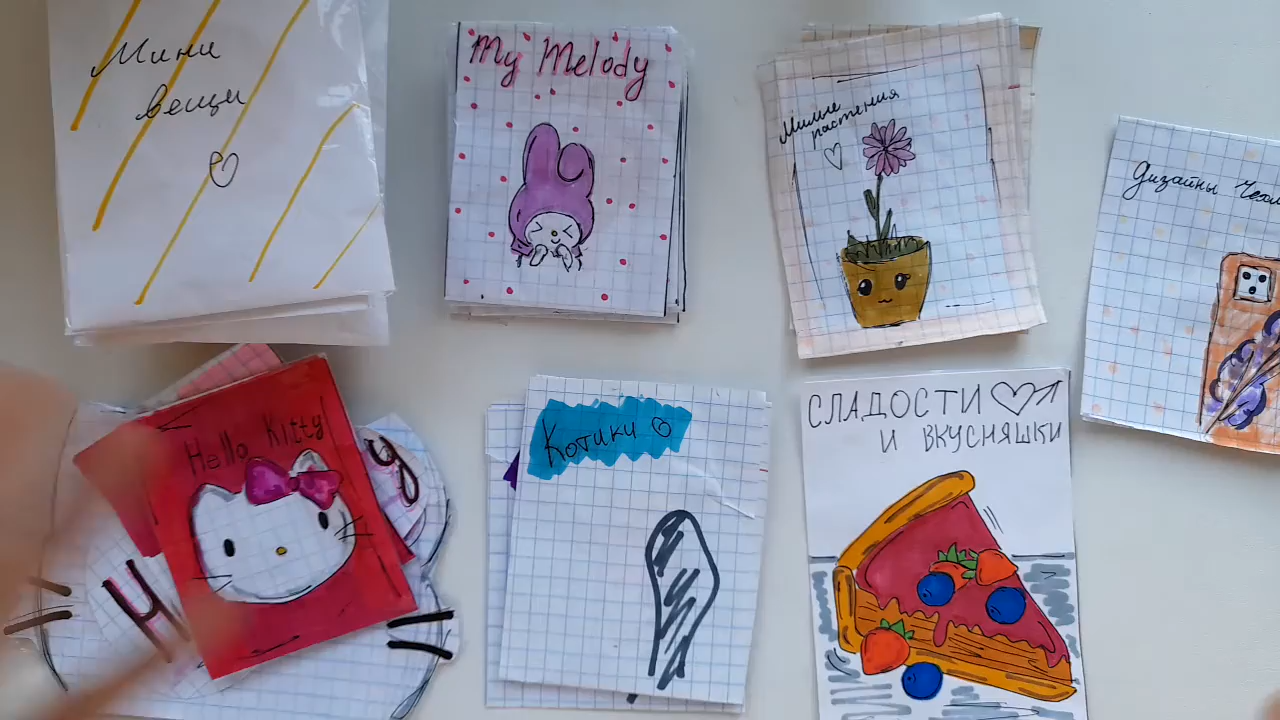 Мини
вещи
My Melody
Милые
растения
Дизайны
Hello Kitty
Котики
СЛАДОСТИ
И ВКУСНЯШКИ